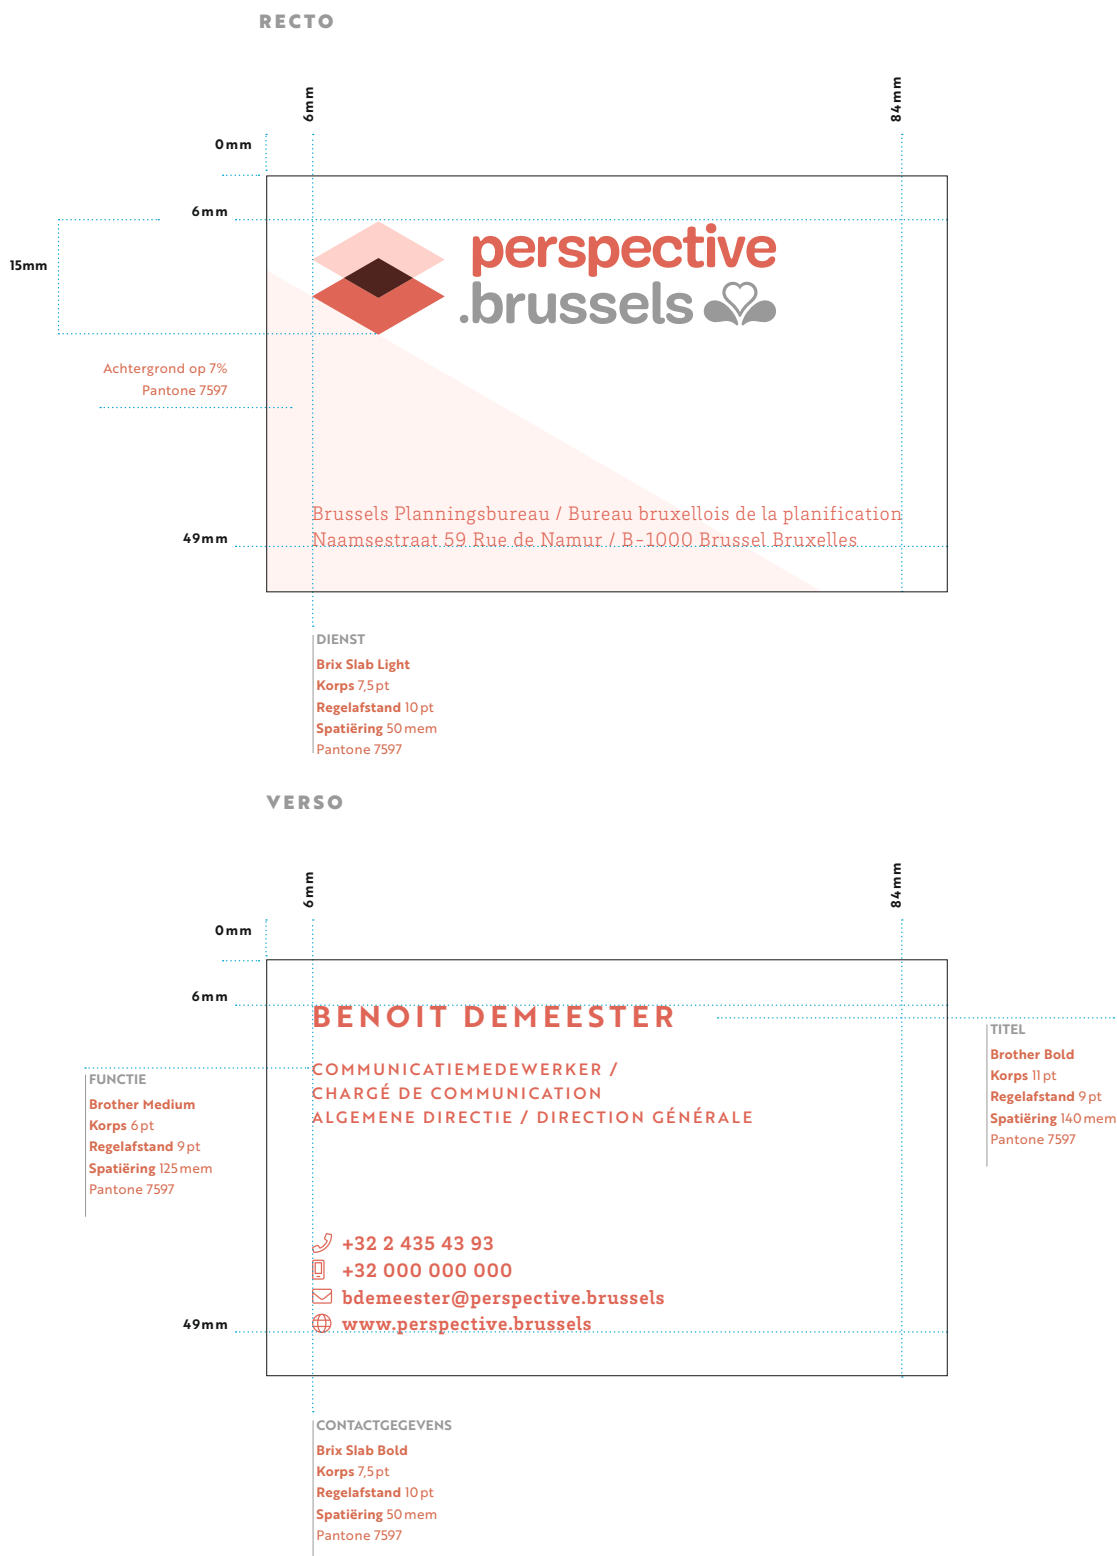 RECTO
6mm
84mm
0mm
6mm
15mm
perspective
.brussels
Achtergrond op 7%
Pantone 7597
Brussels Planningsbureau / Bureau bruxellois de la planification
Naamsestraat 59 Rue de Namur / B-1000 Brussel Bruxelles
49mm
DIENST
Brix Slab Light
Korps 7,5 pt
Regelafstand 10 pt
Spatiëring 50 mem
Pantone 7597
VERSO
6mm
84mm
0mm
6mm
BENOIT DEMEESTER
TITEL
Brother Bold
Korps 11 pt
Regelafstand 9 pt
Spatiëring 140 mem
Pantone 7597
COMMUNICATIEMEDEWERKER /
CHARGÉ DE COMMUNICATION
ALGEMENE DIRECTIE / DIRECTION GÉNÉRALE
FUNCTIE
Brother Medium
Korps 6 pt
Regelafstand 9 pt
Spatiëring 125 mem
Pantone 7597
+32 2 435 43 93
+32 000 000 000
bdemeester@perspective.brussels
www.perspective.brussels
49mm
CONTACTGEGEVENS
Brix Slab Bold
Korps 7,5 pt
Regelafstand 10 pt
Spatiëring 50 mem
Pantone 7597